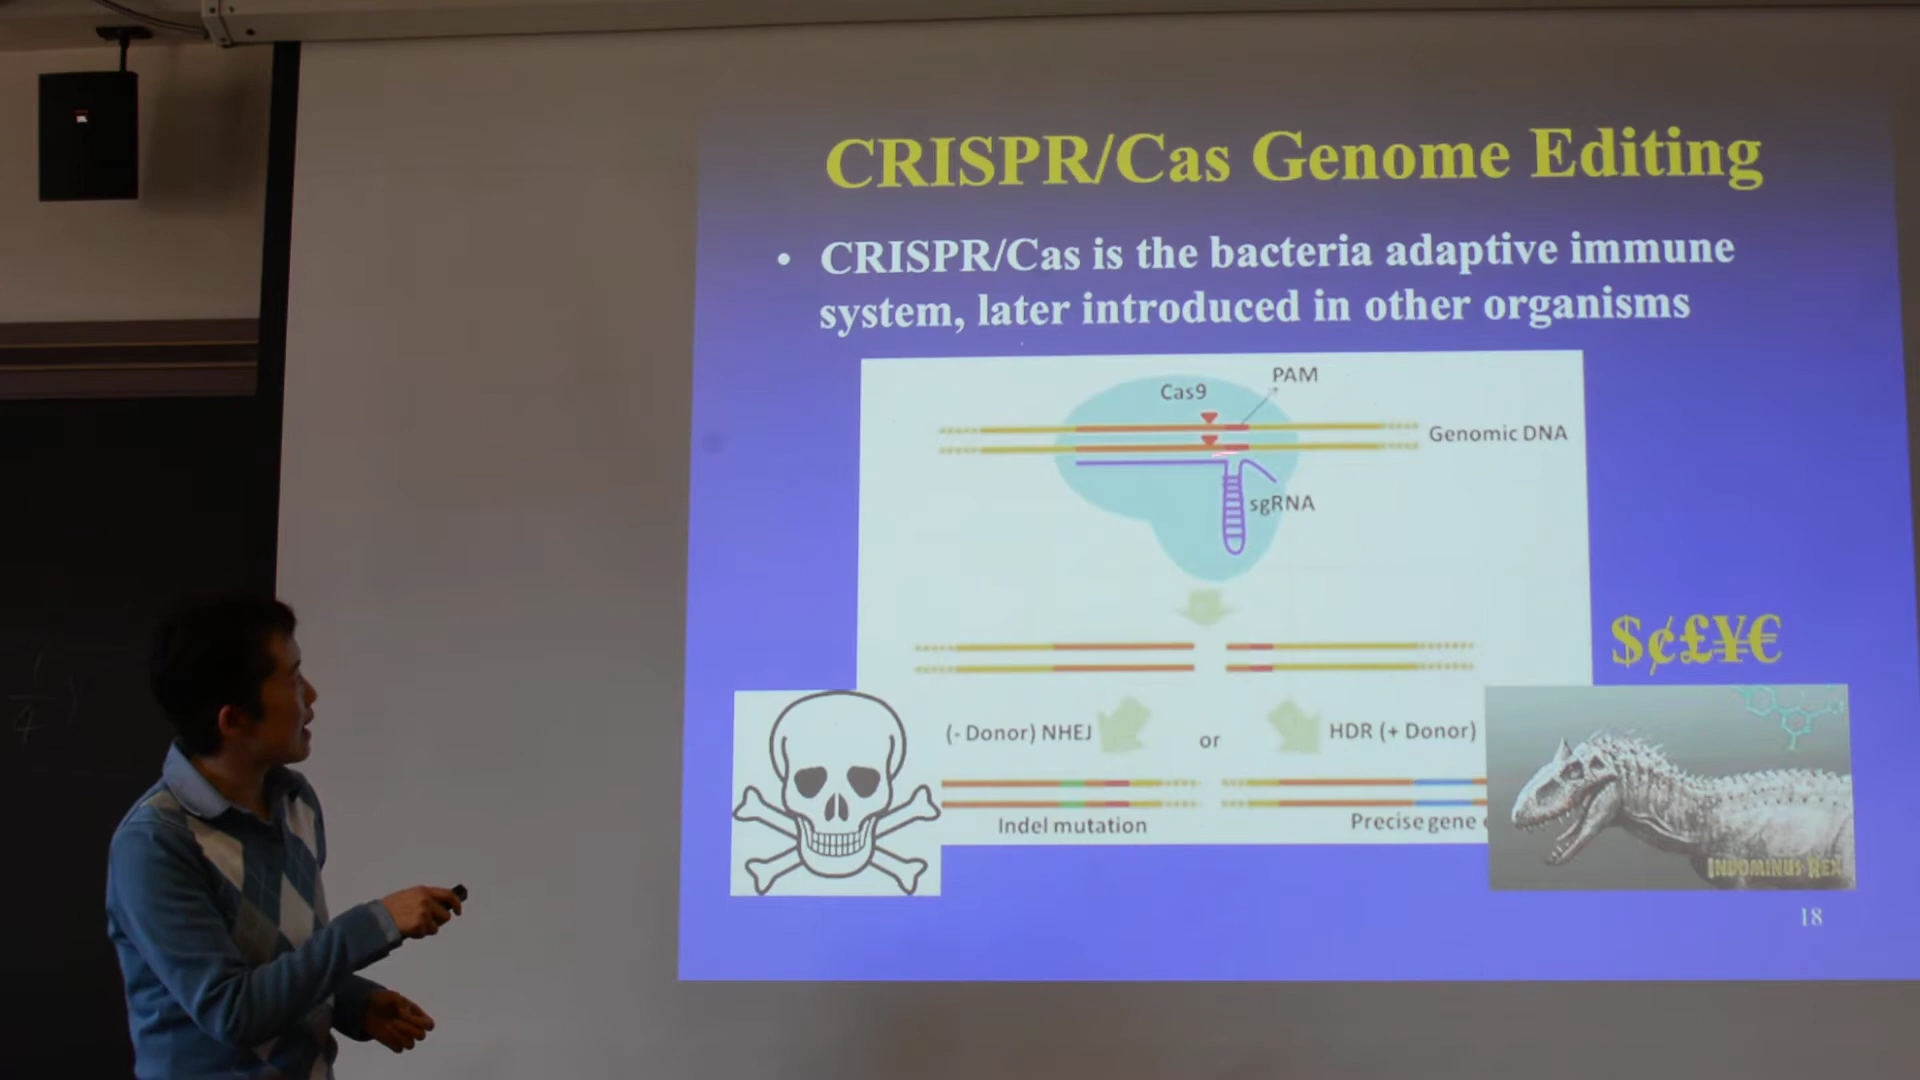 CRISPR/Cas Genome Editing
• CRISPR/Cas is the bacteria adaptive immune
system, later introduced in other organisms
PAM
Cas9
Genomic DNA
sgRNA
$¢£¥€
(- Donor) NHEJ
or
HDR (+ Donor)
Indel mutation
Precise gene
INDOMINUS REX
18